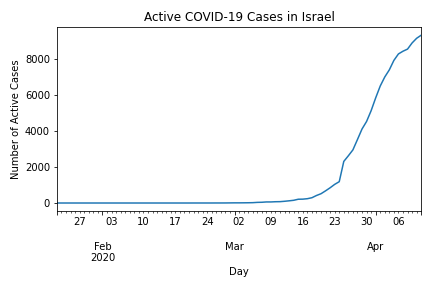 Active COVID-19 Cases in Israel
Number of Active Cases
8000
6000
4000
2000
0
27 03 10 17 24 02 09 16 23 30 06
Feb Mar Apr
2020
Day